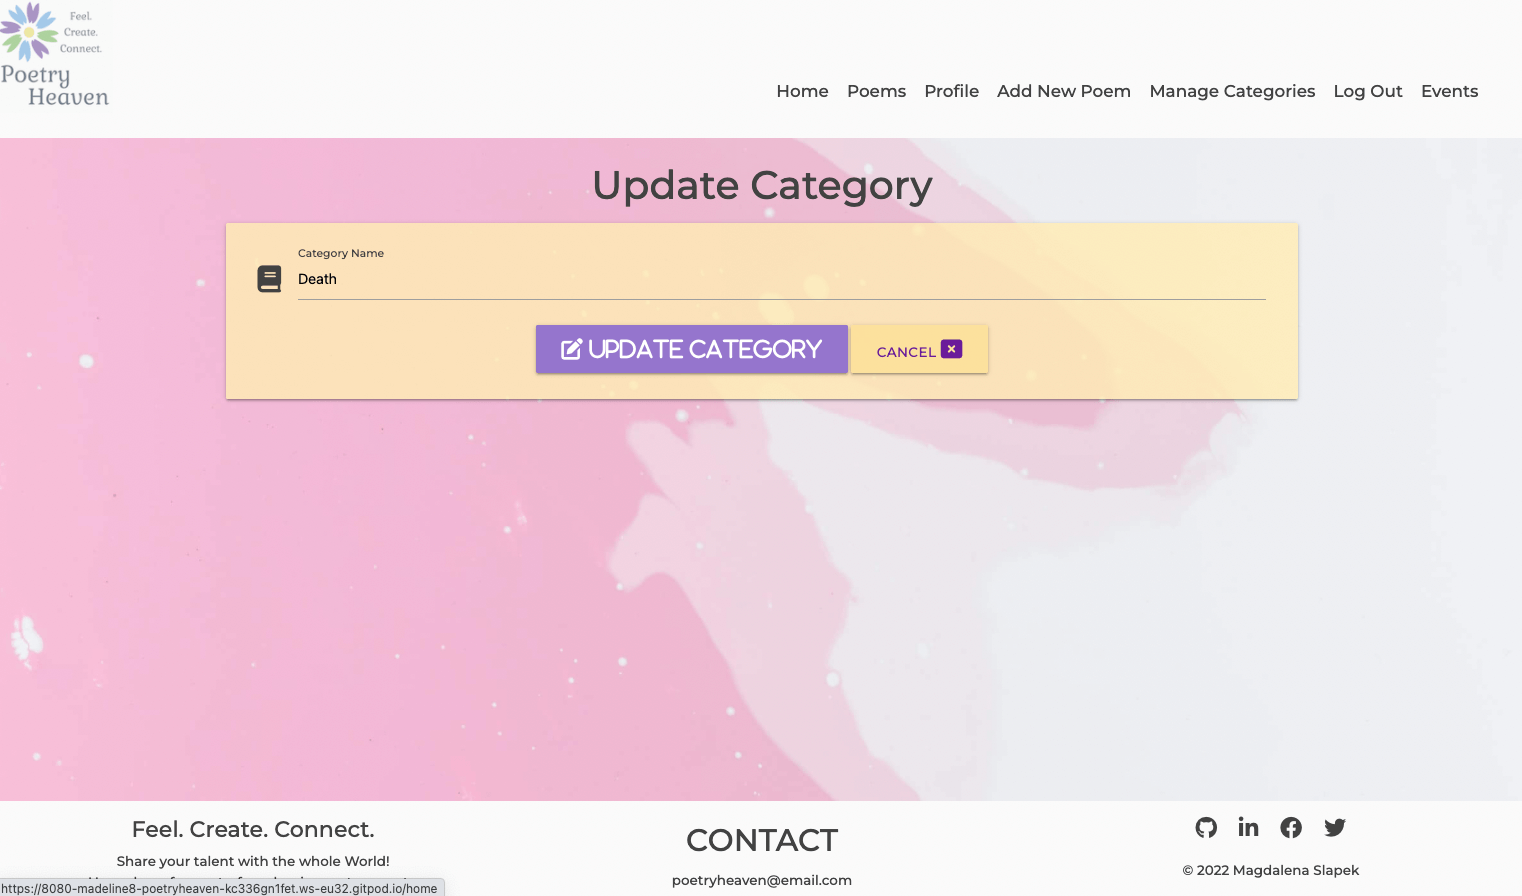 Feel.
Create.
Connect.
Poetry
Heaven
Home Poems Profile Add New Poem Manage Categories Log Out Events
Update Category
Category Name
Death
UPDATE CATEGORY CANCEL
Feel. Create. Connect.
Share your talent with the whole World!
CONTACT
poetryheaven@email.com
© 2022 Magdalena Slapek
https://8080-madeline8-poetryheaven-kc336gn1fet.ws-eu32.gitpod.io/home